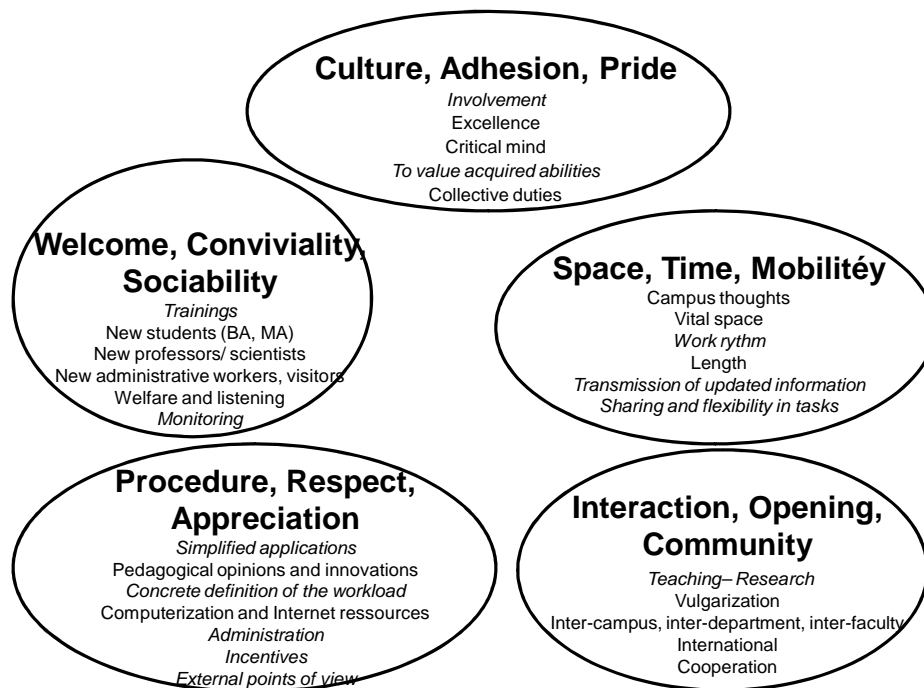 Culture, Adhesion, Pride
Involvement
Excellence
Critical mind
To value acquired abilities
Collective duties
Welcome, Conviviality,
Sociability
Trainings
New students (BA, MA)
New professors/ scientists
New administrative workers, visitors
Welfare and listening
Monitoring
Space, Time, Mobilitéy
Campus thoughts
Vital space
Work rythm
Length
Transmission of updated information
Sharing and flexibility in tasks
Procedure, Respect,
Appreciation
Simplified applications
Pedagogical opinions and innovations
Concrete definition of the workload
Computerization and Internet ressources
Administration
Incentives
External points of view
Interaction, Opening,
Community
Teaching– Research
Vulgarization
Inter-campus, inter-department, inter-faculty
International
Cooperation